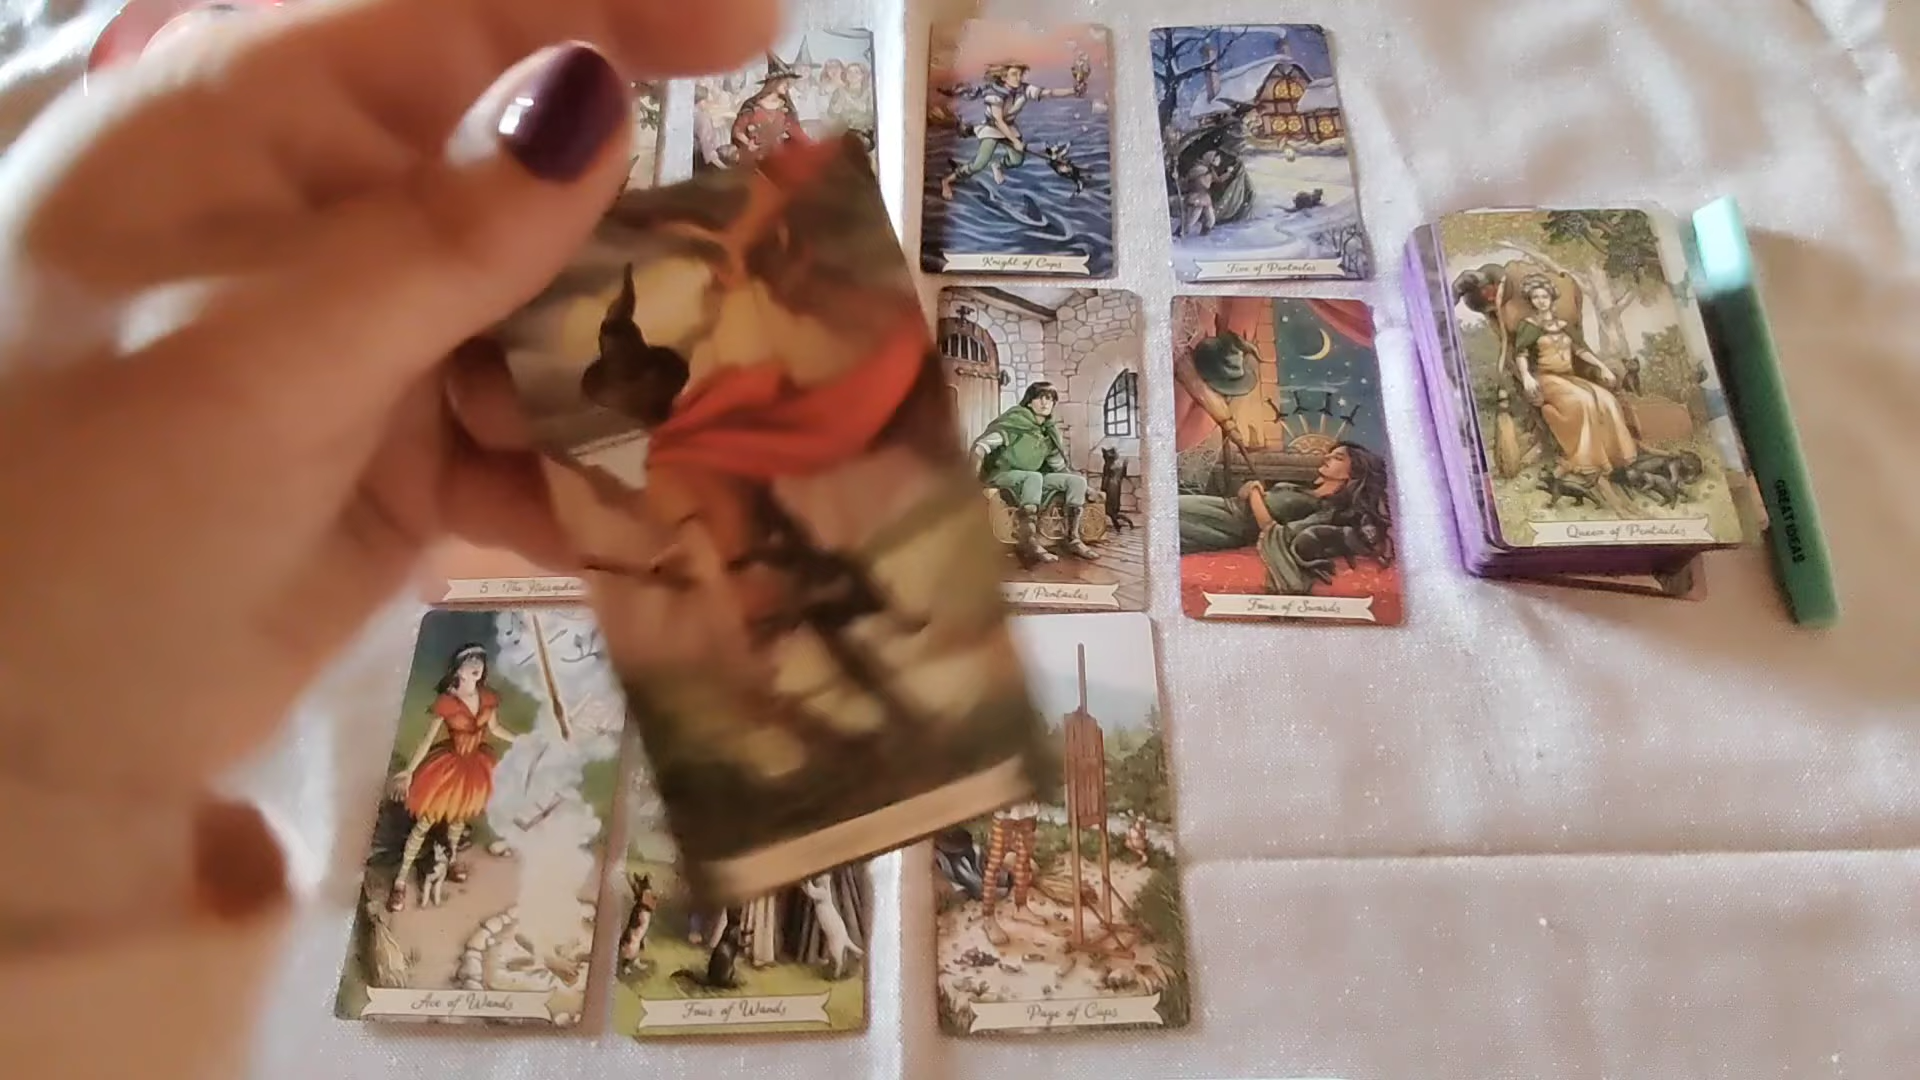 Knight of Cups
Five of Pentacles
of Pentacles
Four of Swords
Queen of Pentacles
GREAT IDEAS
5 The Hierophant
Ace of Wands
Four of Wands
Page of Cups